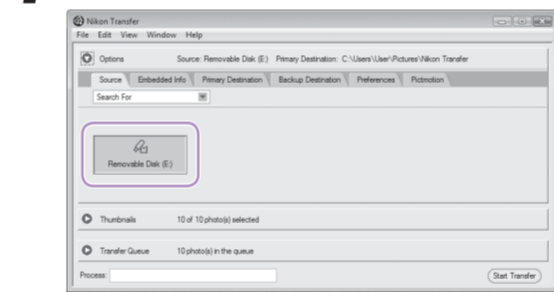 Nikon Transfer
File Edit View Window Help
Options Source: Removable Disk (E:) Primary Destination: C:\Users\User\Pictures\Nikon Transfer
Source Embedded Info Primary Destination Backup Destination Preferences Pictmotion
Search For
Removable Disk (E:)
Thumbnails 10 of 10 photo(s) selected
Transfer Queue 10 photo(s) in the queue
Process: Start Transfer